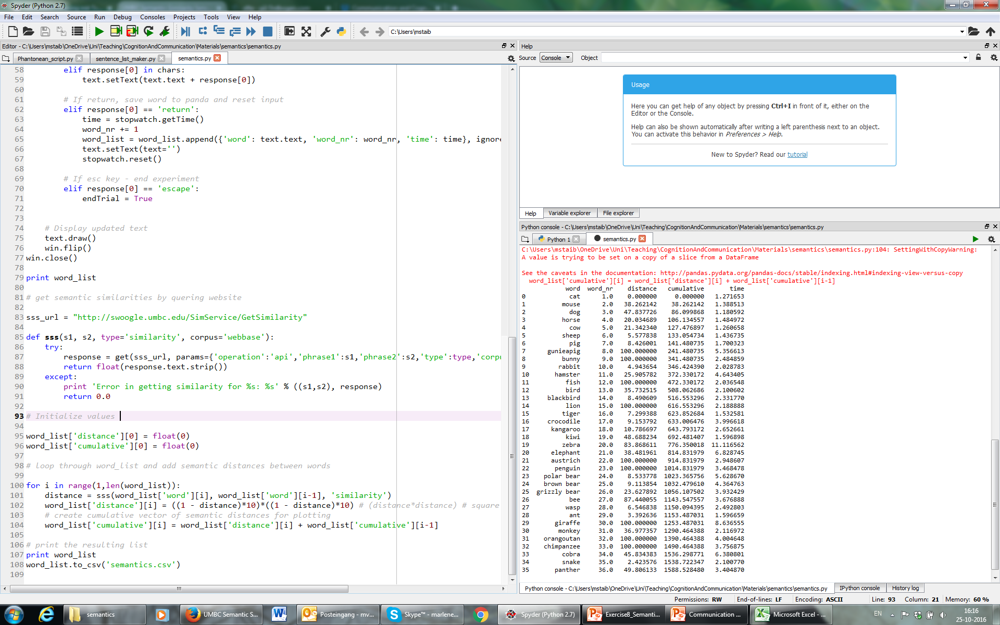 Spyder (Python 2.7)
File Edit Search Source Run Debug Consoles Projects Tools View Help
C:\Users\mstaib
Editor - C:\Users\mstaib\OneDrive\Uni\Teaching\CognitionAndCommunication\Materials\semantics\semantics.py
Phantonean_script.py sentence_list_maker.py semantics.py
58 elif response[0] in chars:
59 text.setText(text.text + response[0])
60
61 # If return, save word to panda and reset input
62 elif response[0] == 'return':
63 time = stopwatch.getTime()
64 word_nr += 1
65 word_list = word_list.append({'word': text.text, 'word_nr': word_nr, 'time': time}, ignore
66 text.setText(text='')
67 stopwatch.reset()
68
69 # If esc key - end experiment
70 elif response[0] == 'escape':
71 endTrial = True
72
73
74 # Display updated text
75 text.draw()
76 win.flip()
77 win.close()
78
79 print word_list
80
81 # get semantic similarities by quering website
82
83 sss_url = "http://swoogle.umbc.edu/SimService/GetSimilarity"
84
85 def sss(s1, s2, type='similarity', corpus='webbase'):
86 try:
87 response = get(sss_url, params={'operation':'api','phrase1':s1,'phrase2':s2,'type':type,'corpu
88 return float(response.text.strip())
89 except:
90 print 'Error in getting similarity for %s: %s' % ((s1,s2), response)
91 return 0.0
92
93 # Initialize values
94
95 word_list['distance'][0] = float(0)
96 word_list['cumulative'][0] = float(0)
97
98 # loop through word_list and add semantic distances between words
99
100 for i in range(1,len(word_list)):
101 distance = sss(word_list['word'][i], word_list['word'][i-1], 'similarity')
102 word_list['distance'][i] = ((1 - distance)*10)*((1 - distance)*10) # (distance*distance) # square
103 # create cumulative vector of semantic distances for plotting
104 word_list['cumulative'][i] = word_list['distance'][i] + word_list['cumulative'][i-1]
105
106 # print the resulting list
107 print word_list
108 word_list.to_csv('semantics.csv')
109
Help
Source Console Object
Usage
Here you can get help of any object by pressing Ctrl+I in front of it, either on the
Editor or the Console.
Help can also be shown automatically after writing a left parenthesis next to an object.
You can activate this behavior in Preferences > Help.
New to Spyder? Read our tutorial
Help Variable explorer File explorer
Python console - C:\Users\mstaib\OneDrive\Uni\Teaching\CognitionAndCommunication\Materials\semantics\semantics.py
Python 1 semantics.py
C:\Users\mstaib\OneDrive\Uni\Teaching\CognitionAndCommunication\Materials\semantics\semantics.py:104: SettingWithCopyWarning:
A value is trying to be set on a copy of a slice from a DataFrame
See the caveats in the documentation: http://pandas.pydata.org/pandas-docs/stable/indexing.html#indexing-view-versus-copy
word_list['cumulative'][i] = word_list['distance'][i] + word_list['cumulative'][i-1]
word word_nr distance cumulative time
0 cat 1.0 0.000000 0.000000 1.271653
1 mouse 2.0 38.262142 38.262142 1.388513
2 dog 3.0 47.837726 86.099868 1.180592
3 horse 4.0 20.034689 106.134557 1.484972
4 cow 5.0 21.342340 127.476897 1.260658
5 sheep 6.0 5.577838 133.054734 1.436735
6 pig 7.0 8.426001 141.480735 1.700323
7 gunieapig 8.0 100.000000 241.480735 5.356613
8 bunny 9.0 100.000000 341.480735 2.484859
9 rabbit 10.0 4.943654 346.424390 2.028783
10 hamster 11.0 25.905782 372.330172 4.643405
11 fish 12.0 100.000000 472.330172 2.036548
12 bird 13.0 35.732515 508.062686 2.100602
13 blackbird 14.0 8.490609 516.553296 2.331770
14 lion 15.0 100.000000 616.553296 2.188888
15 tiger 16.0 7.299388 623.852684 1.532581
16 crocodile 17.0 9.153792 633.006476 3.996618
17 kangaroo 18.0 10.786697 643.793172 2.652661
18 kiwi 19.0 48.688234 692.481407 1.596898
19 zebra 20.0 83.868611 776.350018 11.116562
20 elephant 21.0 38.481961 814.831979 6.828745
21 austrich 22.0 100.000000 914.831979 2.948607
22 penguin 23.0 100.000000 1014.831979 3.468478
23 polar bear 24.0 8.533778 1023.365756 5.628670
24 brown bear 25.0 9.113854 1032.479610 4.364763
25 grizzly bear 26.0 23.627892 1056.107502 3.932429
26 bee 27.0 87.440055 1143.547557 3.676888
27 wasp 28.0 6.546838 1150.094395 2.492803
28 ant 29.0 3.392636 1153.487031 1.596659
29 giraffe 30.0 100.000000 1253.487031 8.636555
30 monkey 31.0 36.977357 1290.464388 2.116972
31 orangoutan 32.0 100.000000 1390.464388 4.004648
32 chimpanzee 33.0 100.000000 1490.464388 3.756875
33 cobra 34.0 45.834383 1536.298771 6.380801
34 snake 35.0 2.423576 1538.722347 2.100770
35 panther 36.0 49.806133 1588.528480 3.404870
Python console - C:\Users\mstaib\OneDrive\Uni\Teaching\CognitionAndCommunication\Materials\semantics\semantics.py IPython console History log
Permissions: RW End-of-lines: LF Encoding: ASCII Line: 93 Column: 21 Memory: 60 %
semantics UMBC Semantic S... Posteingang - mv... Skype™ - marlene... Spyder (Python 2.7) Exercise8_Semanti... Communication ... Microsoft Excel - ... EN 16:16
25-10-2016